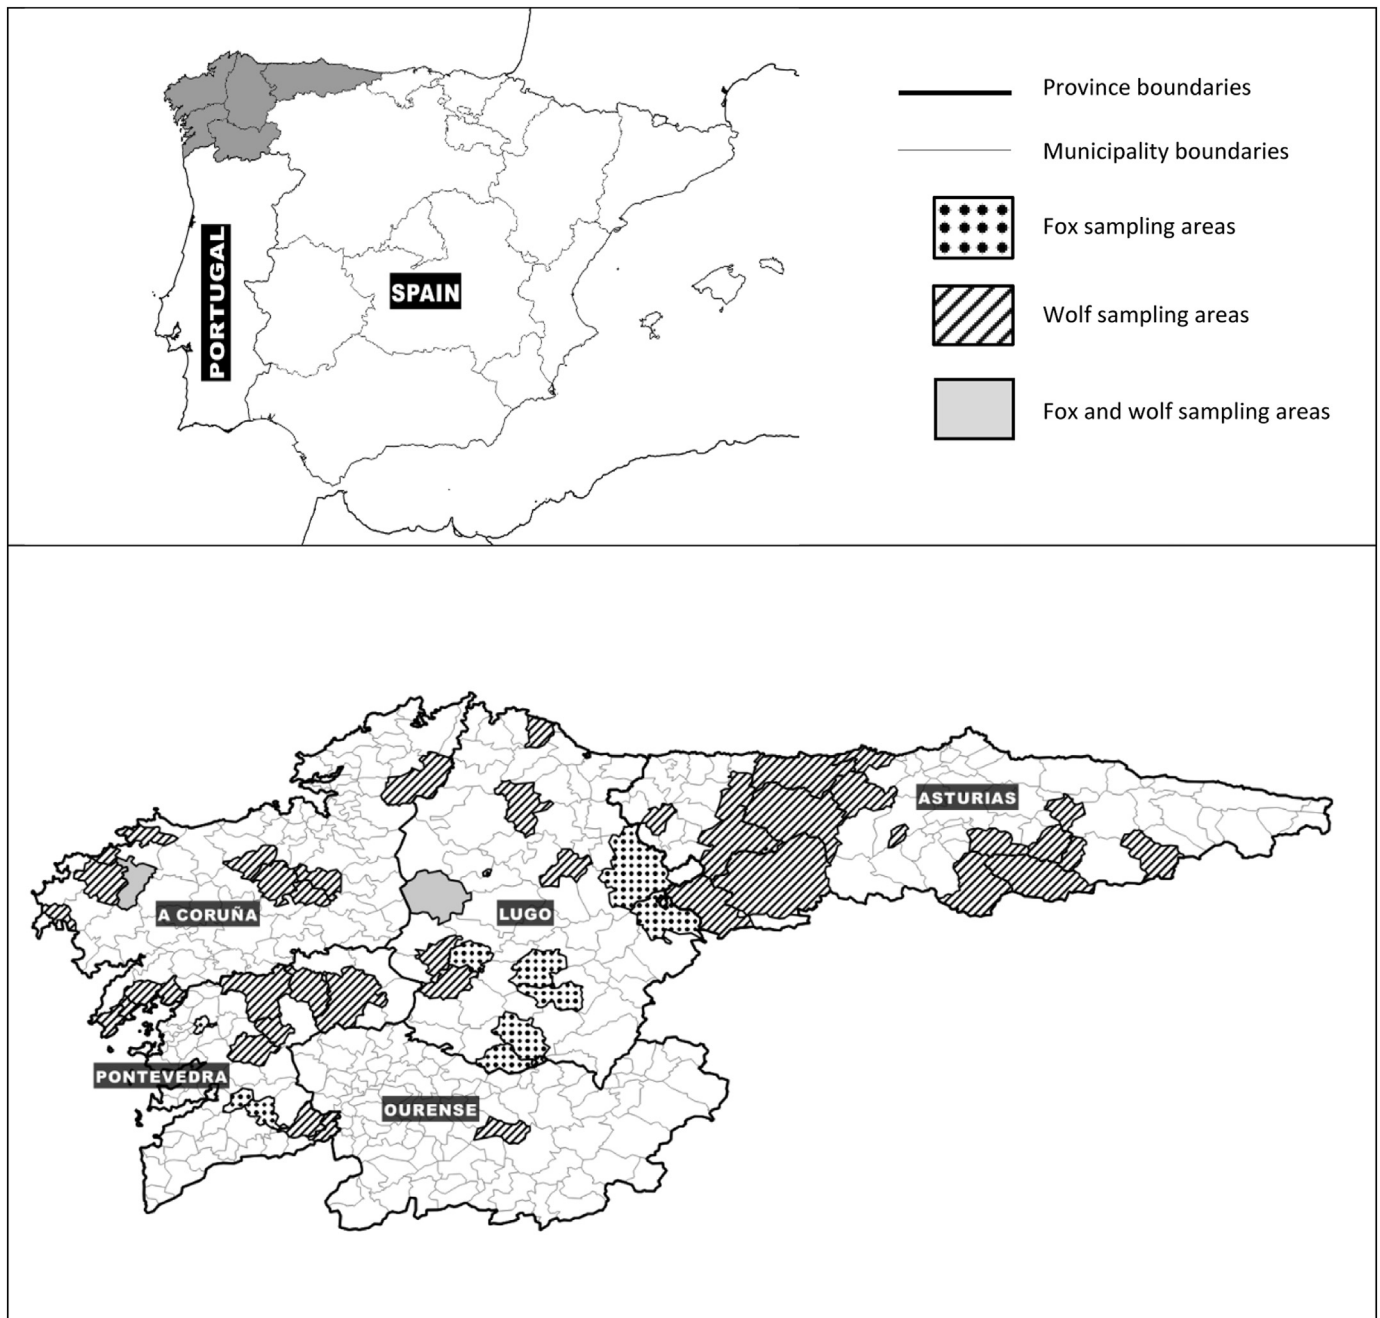 Province boundaries
Municipality boundaries
Fox sampling areas
PORTUGAL
SPAIN
Wolf sampling areas
Fox and wolf sampling areas
ASTURIAS
A CORUÑA
LUGO
PONTEVEDRA
OURENSE